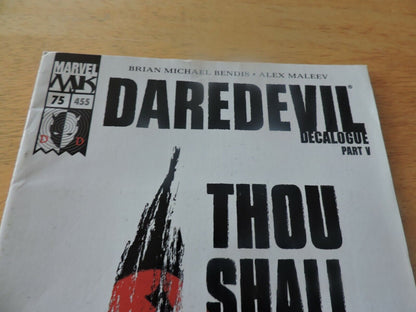 MARVEL
MK
75 455
D D
BRIAN MICHAEL BENDIS • ALEX MALEEV
DAREDEVIL
DECALOGUE
PART V
THOU
SHALL